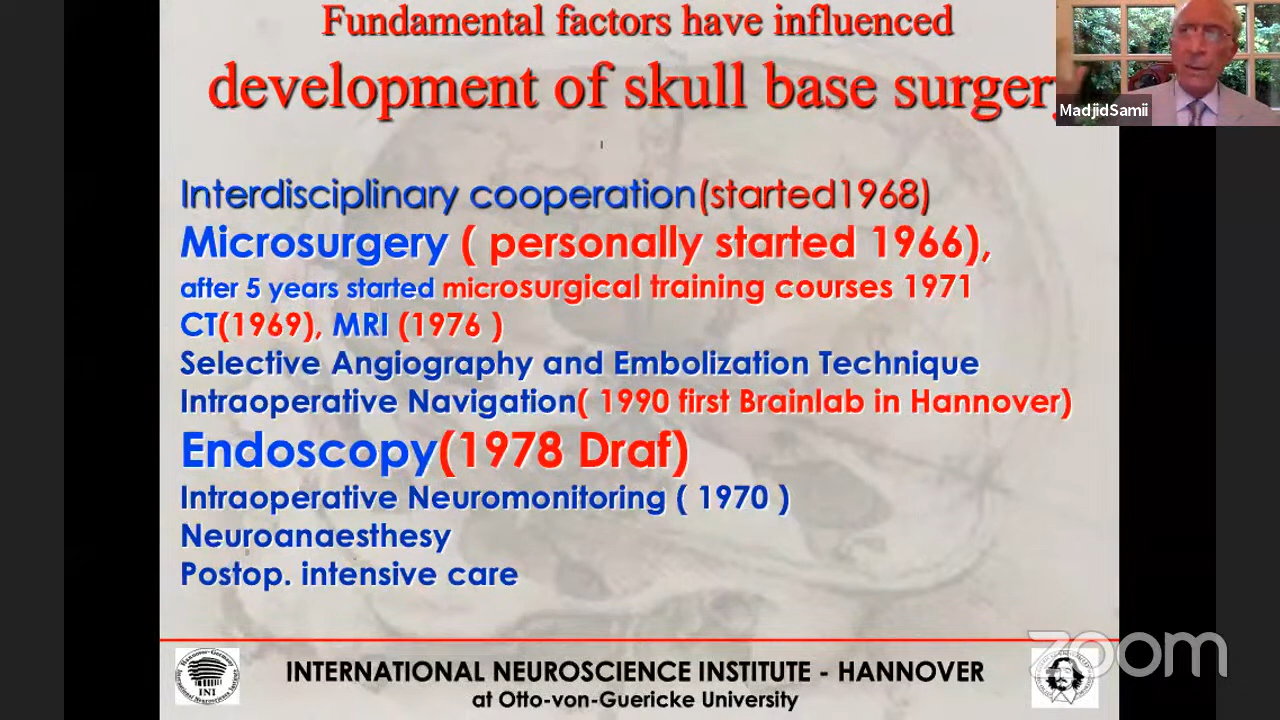 Fundamental factors have influenced
development of skull base surgery
MadjidSamii
Interdisciplinary cooperation(started1968)
Microsurgery ( personally started 1966),
after 5 years started microsurgical training courses 1971
CT(1969), MRI (1976 )
Selective Angiography and Embolization Technique
Intraoperative Navigation( 1990 first Brainlab in Hannover)
Endoscopy(1978 Draf)
Intraoperative Neuromonitoring ( 1970 )
Neuroanaesthesy
Postop. intensive care
INTERNATIONAL NEUROSCIENCE INSTITUTE - HANNOVER
at Otto-von-Guericke University
INI
zoom